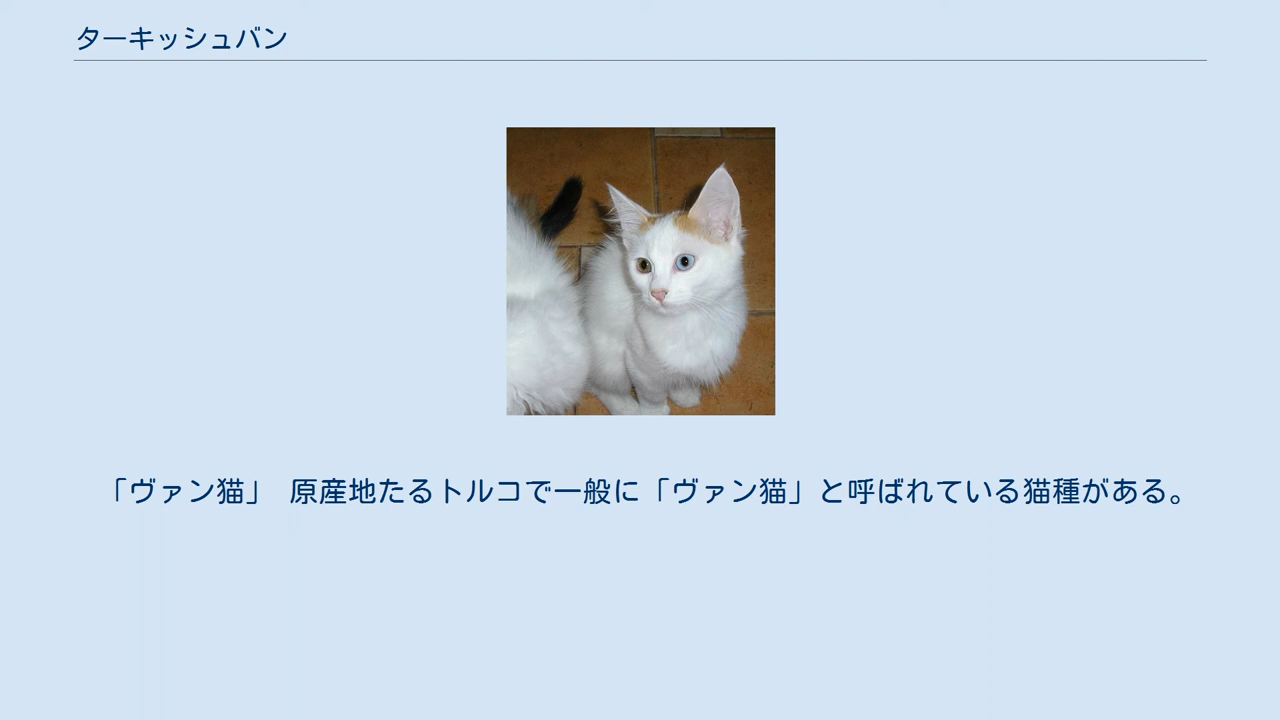 ターキッシュバン
「ヴァン猫」 原産地たるトルコで一般に「ヴァン猫」と呼ばれている猫種がある。